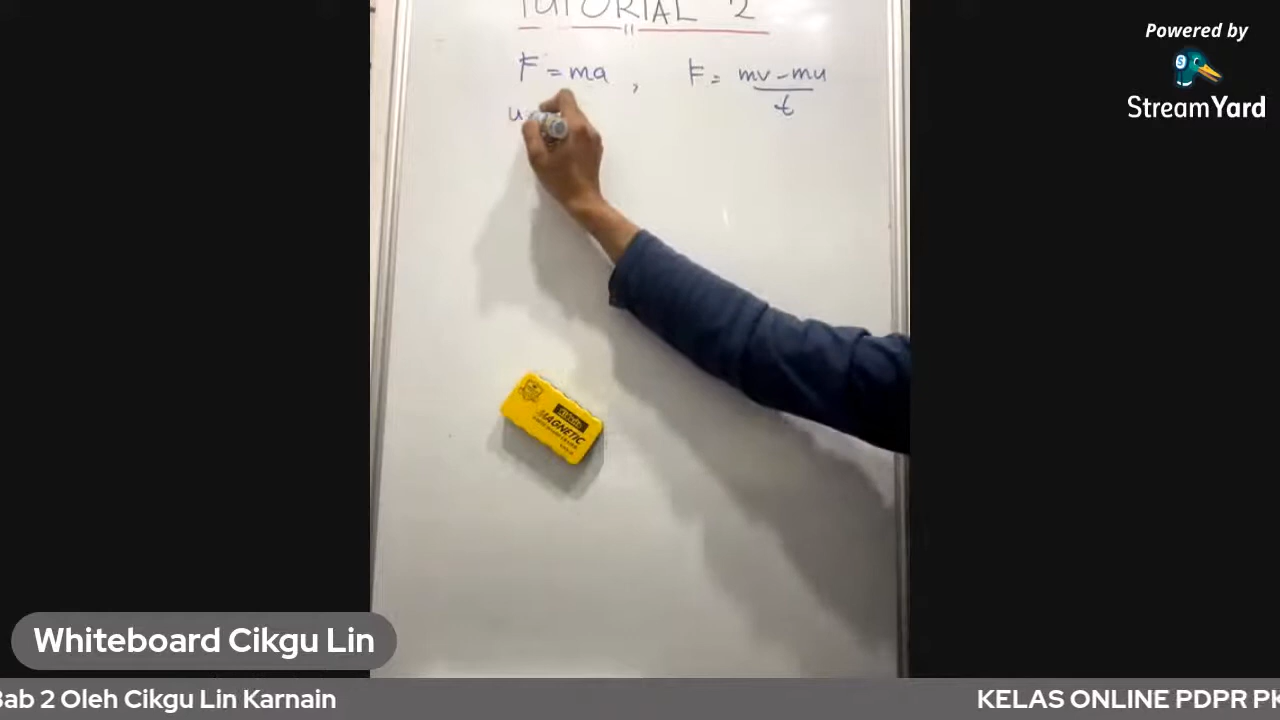 TUTORIAL 2
F = ma , F = mv - mu / t
u
Powered by
StreamYard
MAGNETIC
Whiteboard Cikgu Lin
Bab 2 Oleh Cikgu Lin Karnain
KELAS ONLINE PDPR PK